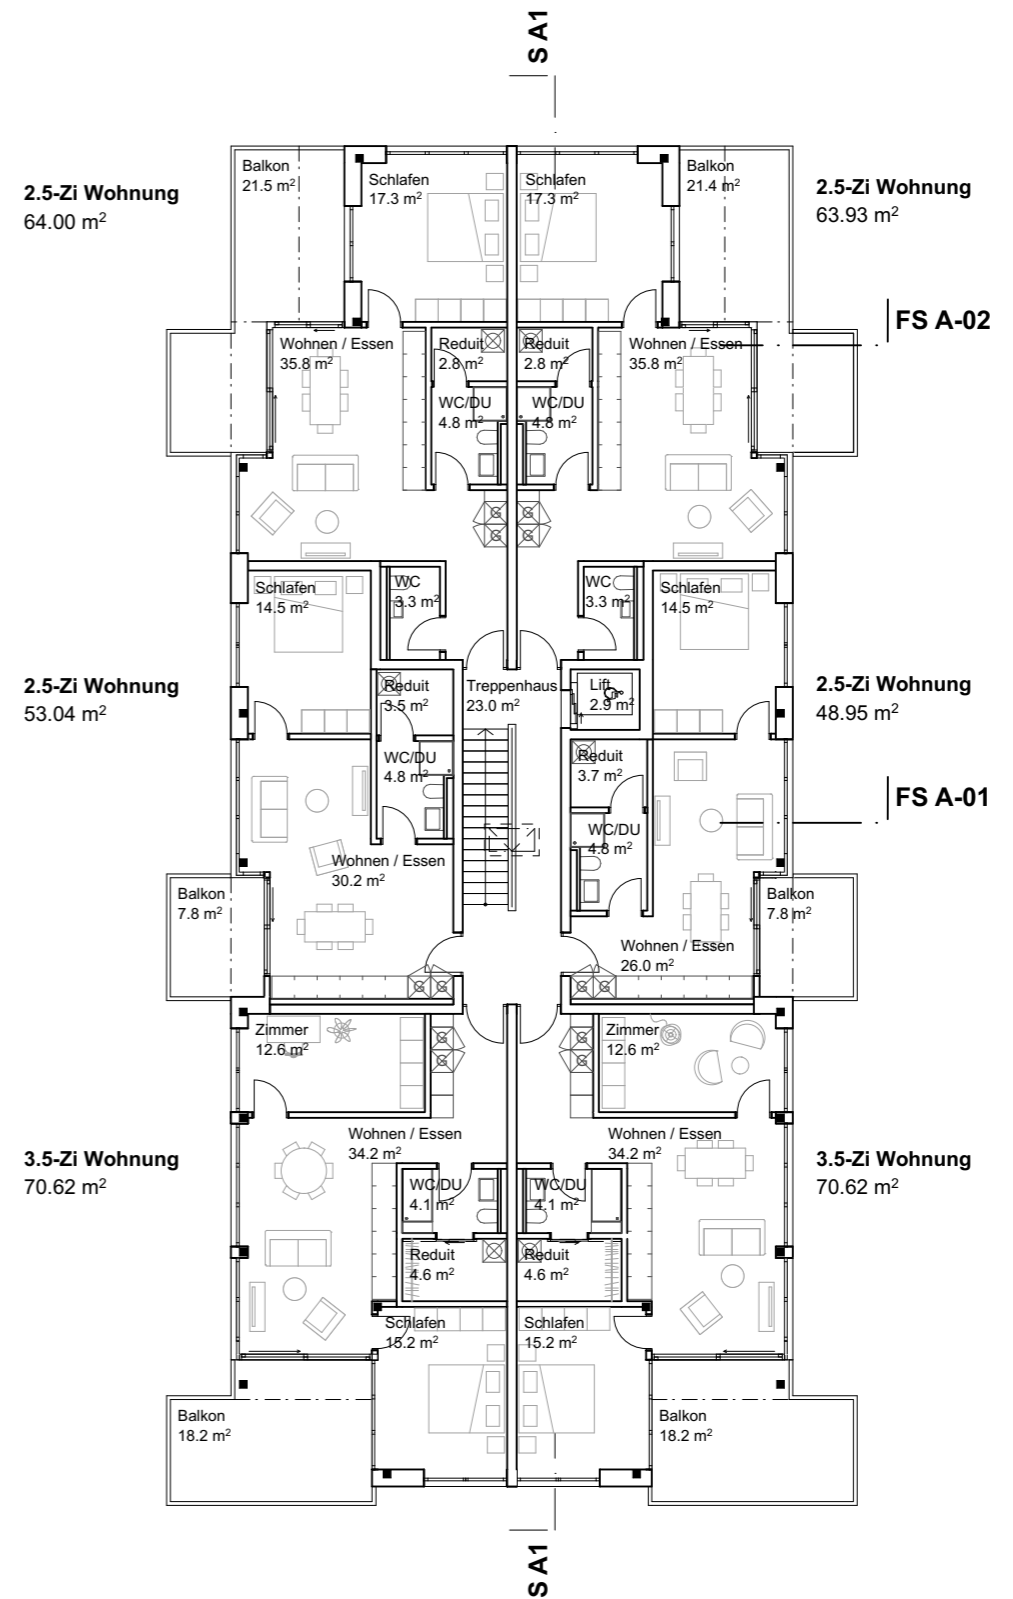 S A1
Balkon
21.5 m²
Schlafen
17.3 m²
Schlafen
17.3 m²
Balkon
21.4 m²
2.5-Zi Wohnung
64.00 m²
2.5-Zi Wohnung
63.93 m²
FS A-02
Wohnen / Essen
35.8 m²
Reduit
2.8 m²
Reduit
2.8 m²
Wohnen / Essen
35.8 m²
WC/DU
4.8 m²
WC/DU
4.8 m²
Schlafen
14.5 m²
WC
3.3 m²
WC
3.3 m²
Schlafen
14.5 m²
2.5-Zi Wohnung
53.04 m²
Reduit
3.5 m²
Treppenhaus
23.0 m²
Lift
2.9 m²
2.5-Zi Wohnung
48.95 m²
WC/DU
4.8 m²
Reduit
3.7 m²
FS A-01
WC/DU
4.8 m²
Wohnen / Essen
30.2 m²
Balkon
7.8 m²
Balkon
7.8 m²
Wohnen / Essen
26.0 m²
Zimmer
12.6 m²
Zimmer
12.6 m²
Wohnen / Essen
34.2 m²
Wohnen / Essen
34.2 m²
3.5-Zi Wohnung
70.62 m²
3.5-Zi Wohnung
70.62 m²
WC/DU
4.1 m²
WC/DU
4.1 m²
Reduit
4.6 m²
Reduit
4.6 m²
Schlafen
15.2 m²
Schlafen
15.2 m²
Balkon
18.2 m²
Balkon
18.2 m²
S A1